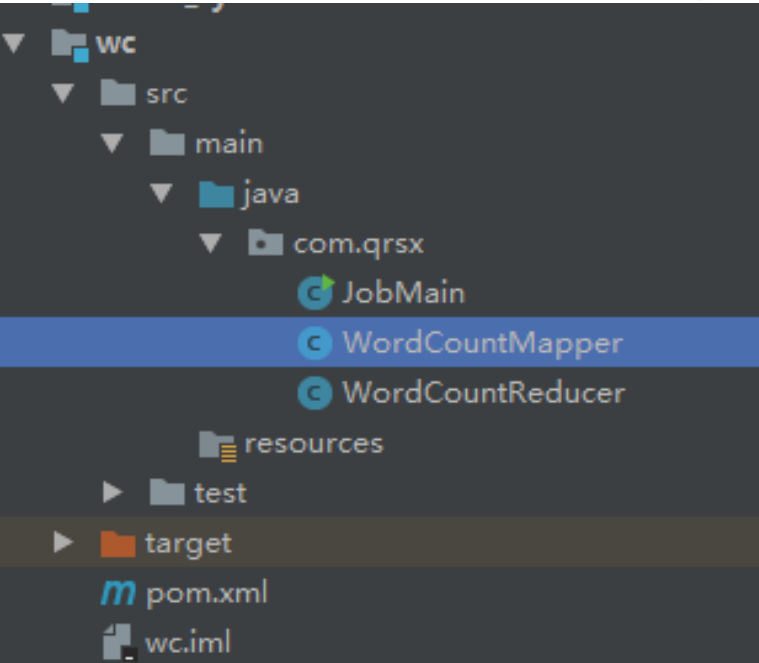 wc
src
main
java
com.qrsx
JobMain
WordCountMapper
WordCountReducer
resources
test
target
pom.xml
wc.iml